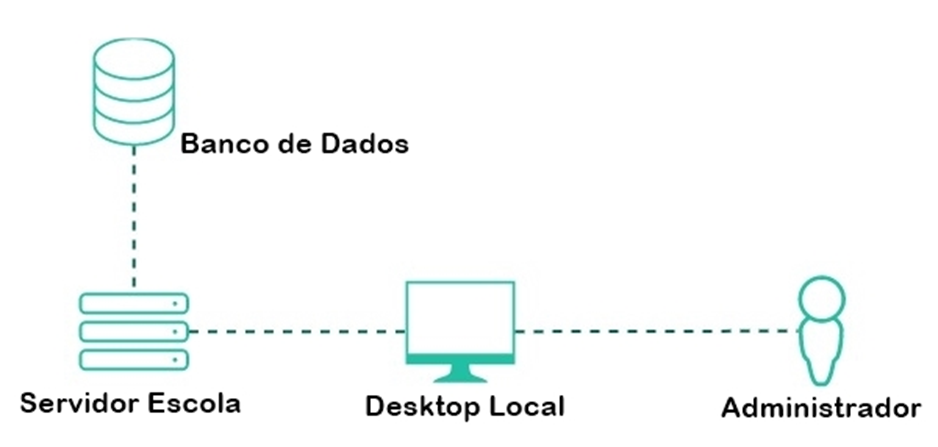 Banco de Dados
Servidor Escola
Desktop Local
Administrador